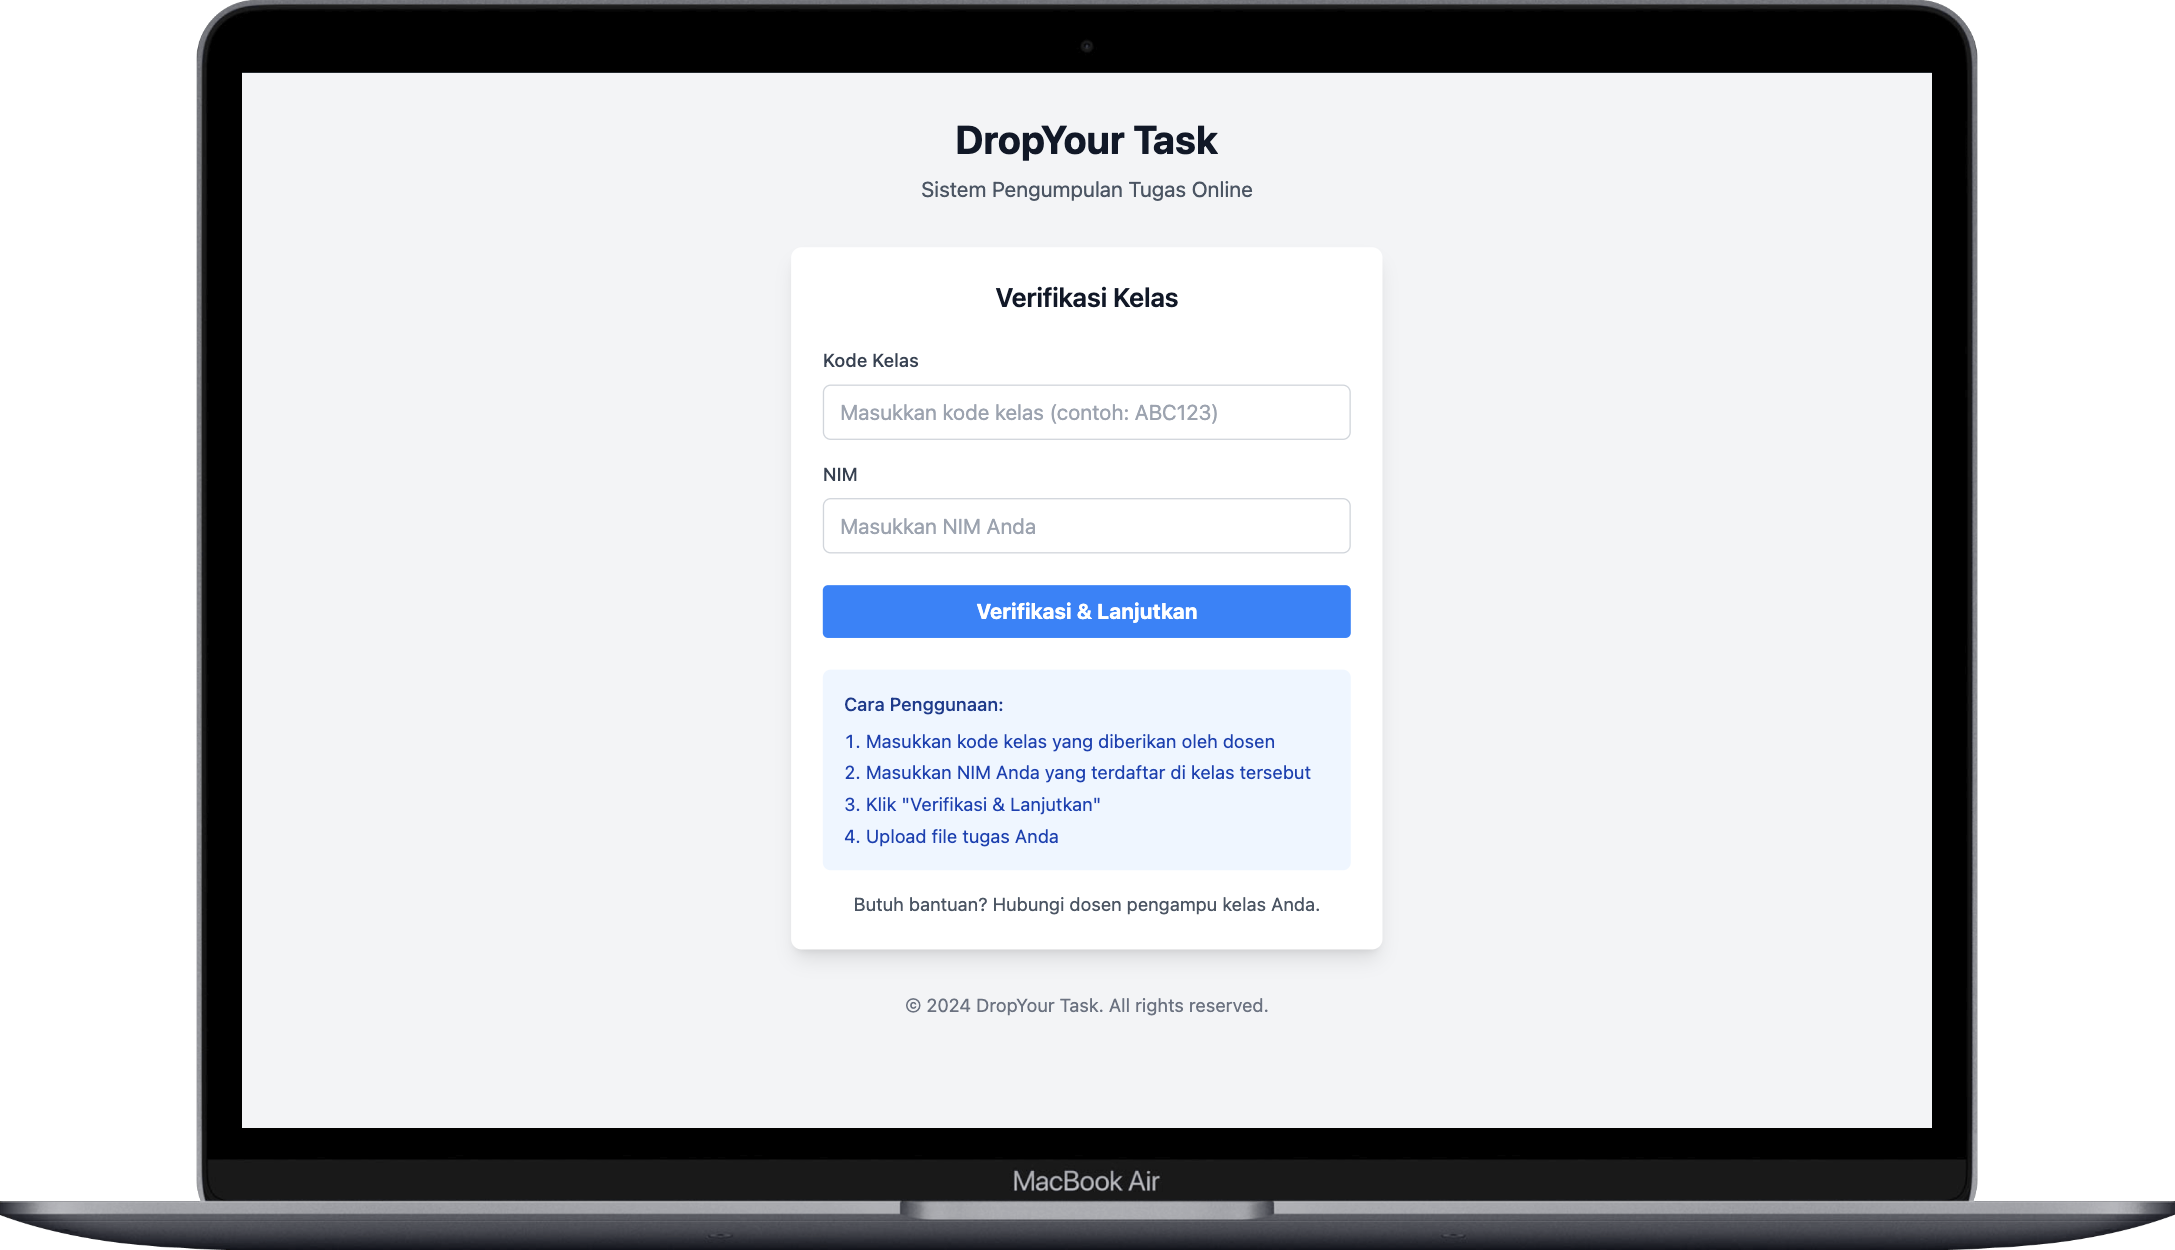 DropYour Task
Sistem Pengumpulan Tugas Online
Verifikasi Kelas
Kode Kelas
Masukkan kode kelas (contoh: ABC123)
NIM
Masukkan NIM Anda
Verifikasi & Lanjutkan
Cara Penggunaan:
1. Masukkan kode kelas yang diberikan oleh dosen
2. Masukkan NIM Anda yang terdaftar di kelas tersebut
3. Klik "Verifikasi & Lanjutkan"
4. Upload file tugas Anda
Butuh bantuan? Hubungi dosen pengampu kelas Anda.
© 2024 DropYour Task. All rights reserved.
MacBook Air